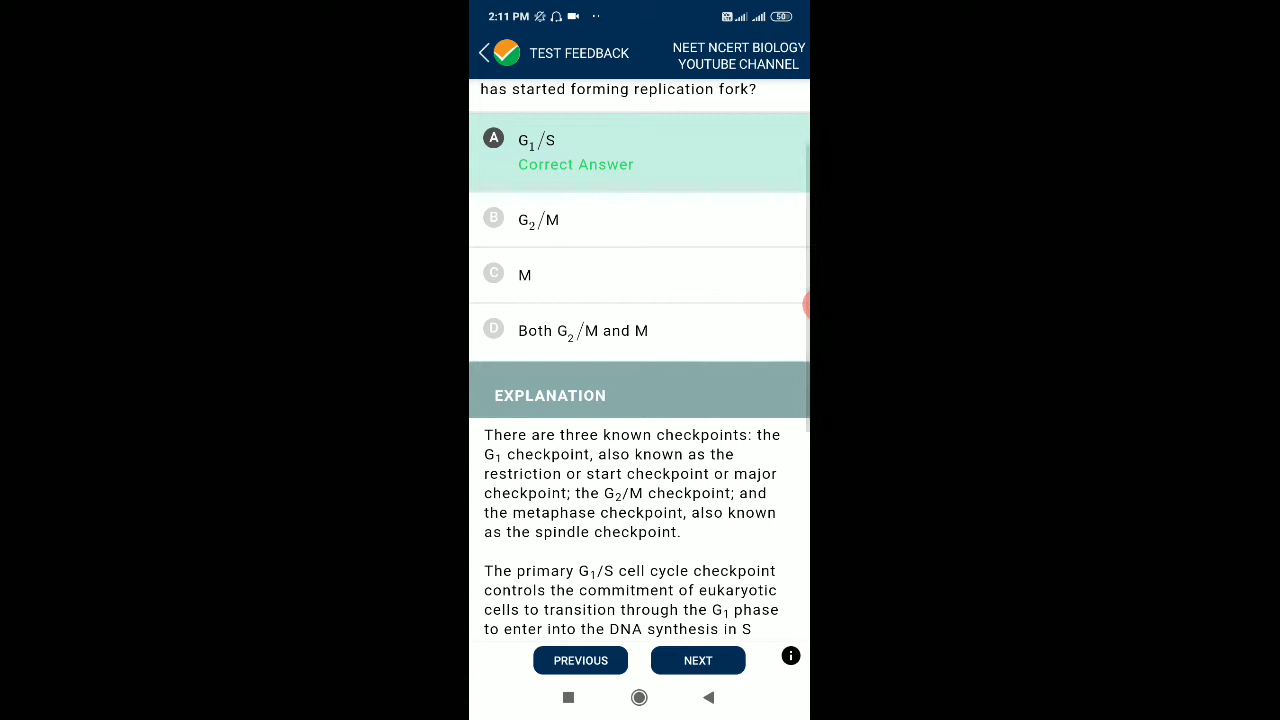 2:11 PM 50
TEST FEEDBACK
NEET NCERT BIOLOGY
YOUTUBE CHANNEL
has started forming replication fork?
A G₁/S
Correct Answer
B G₂/M
C M
D Both G₂/M and M
EXPLANATION
There are three known checkpoints: the
G₁ checkpoint, also known as the
restriction or start checkpoint or major
checkpoint; the G₂/M checkpoint; and
the metaphase checkpoint, also known
as the spindle checkpoint.
The primary G₁/S cell cycle checkpoint
controls the commitment of eukaryotic
cells to transition through the G₁ phase
to enter into the DNA synthesis in S
PREVIOUS NEXT